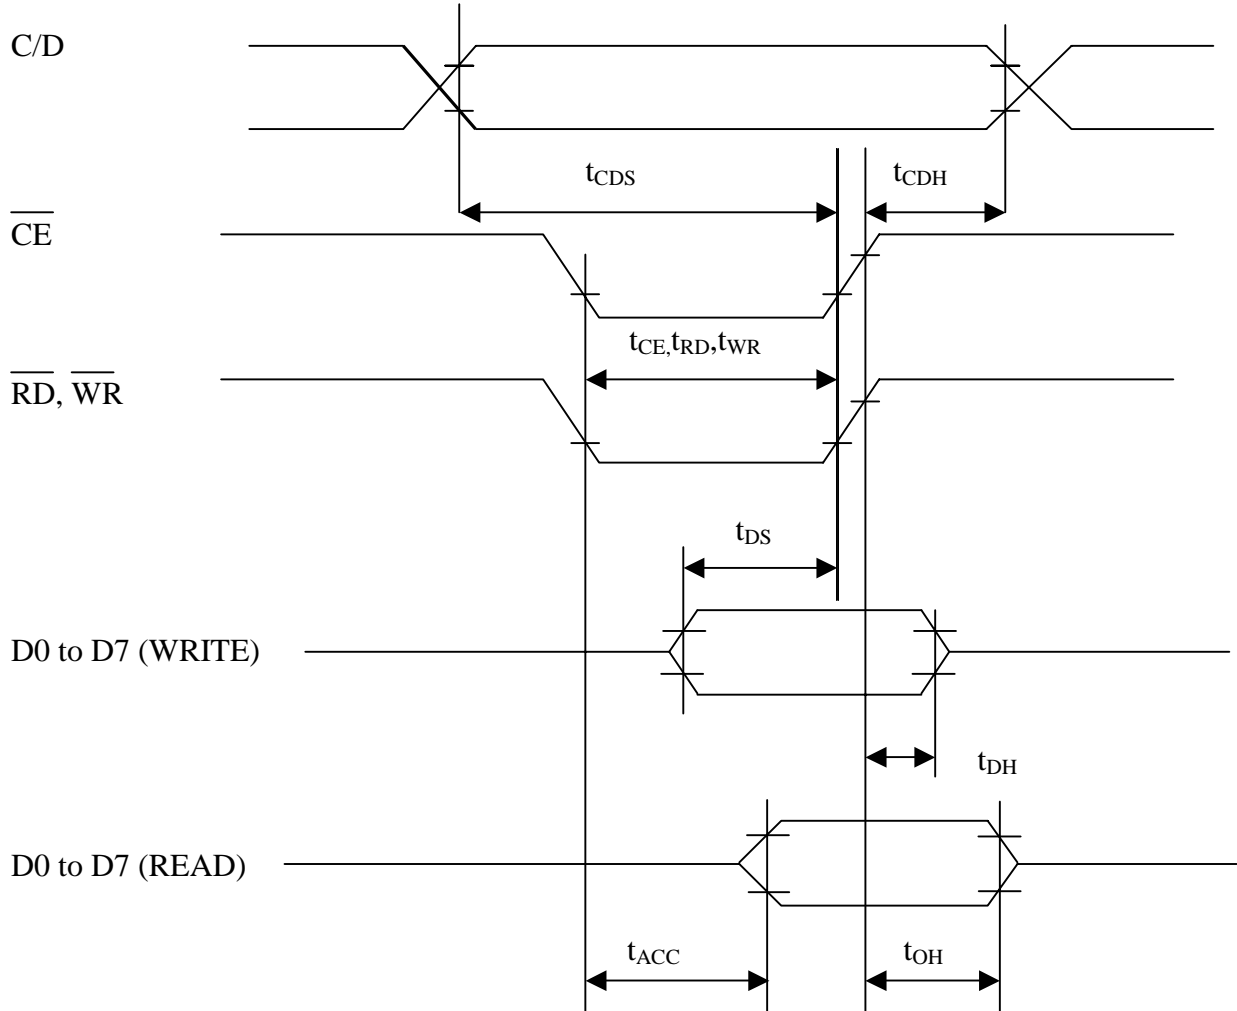 C/D
tCDS
tCDH
CE
tCE,tRD,tWR
RD, WR
tDS
D0 to D7 (WRITE)
tDH
D0 to D7 (READ)
tACC
tOH